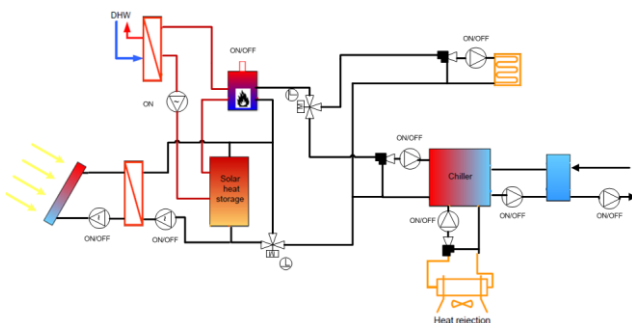 DHW
ON/OFF
ON/OFF
ON
ON/OFF
Solar
heat
storage
Chiller
ON/OFF
ON/OFF
ON/OFF
ON/OFF
ON/OFF
ON/OFF
M
M
Heat rejection